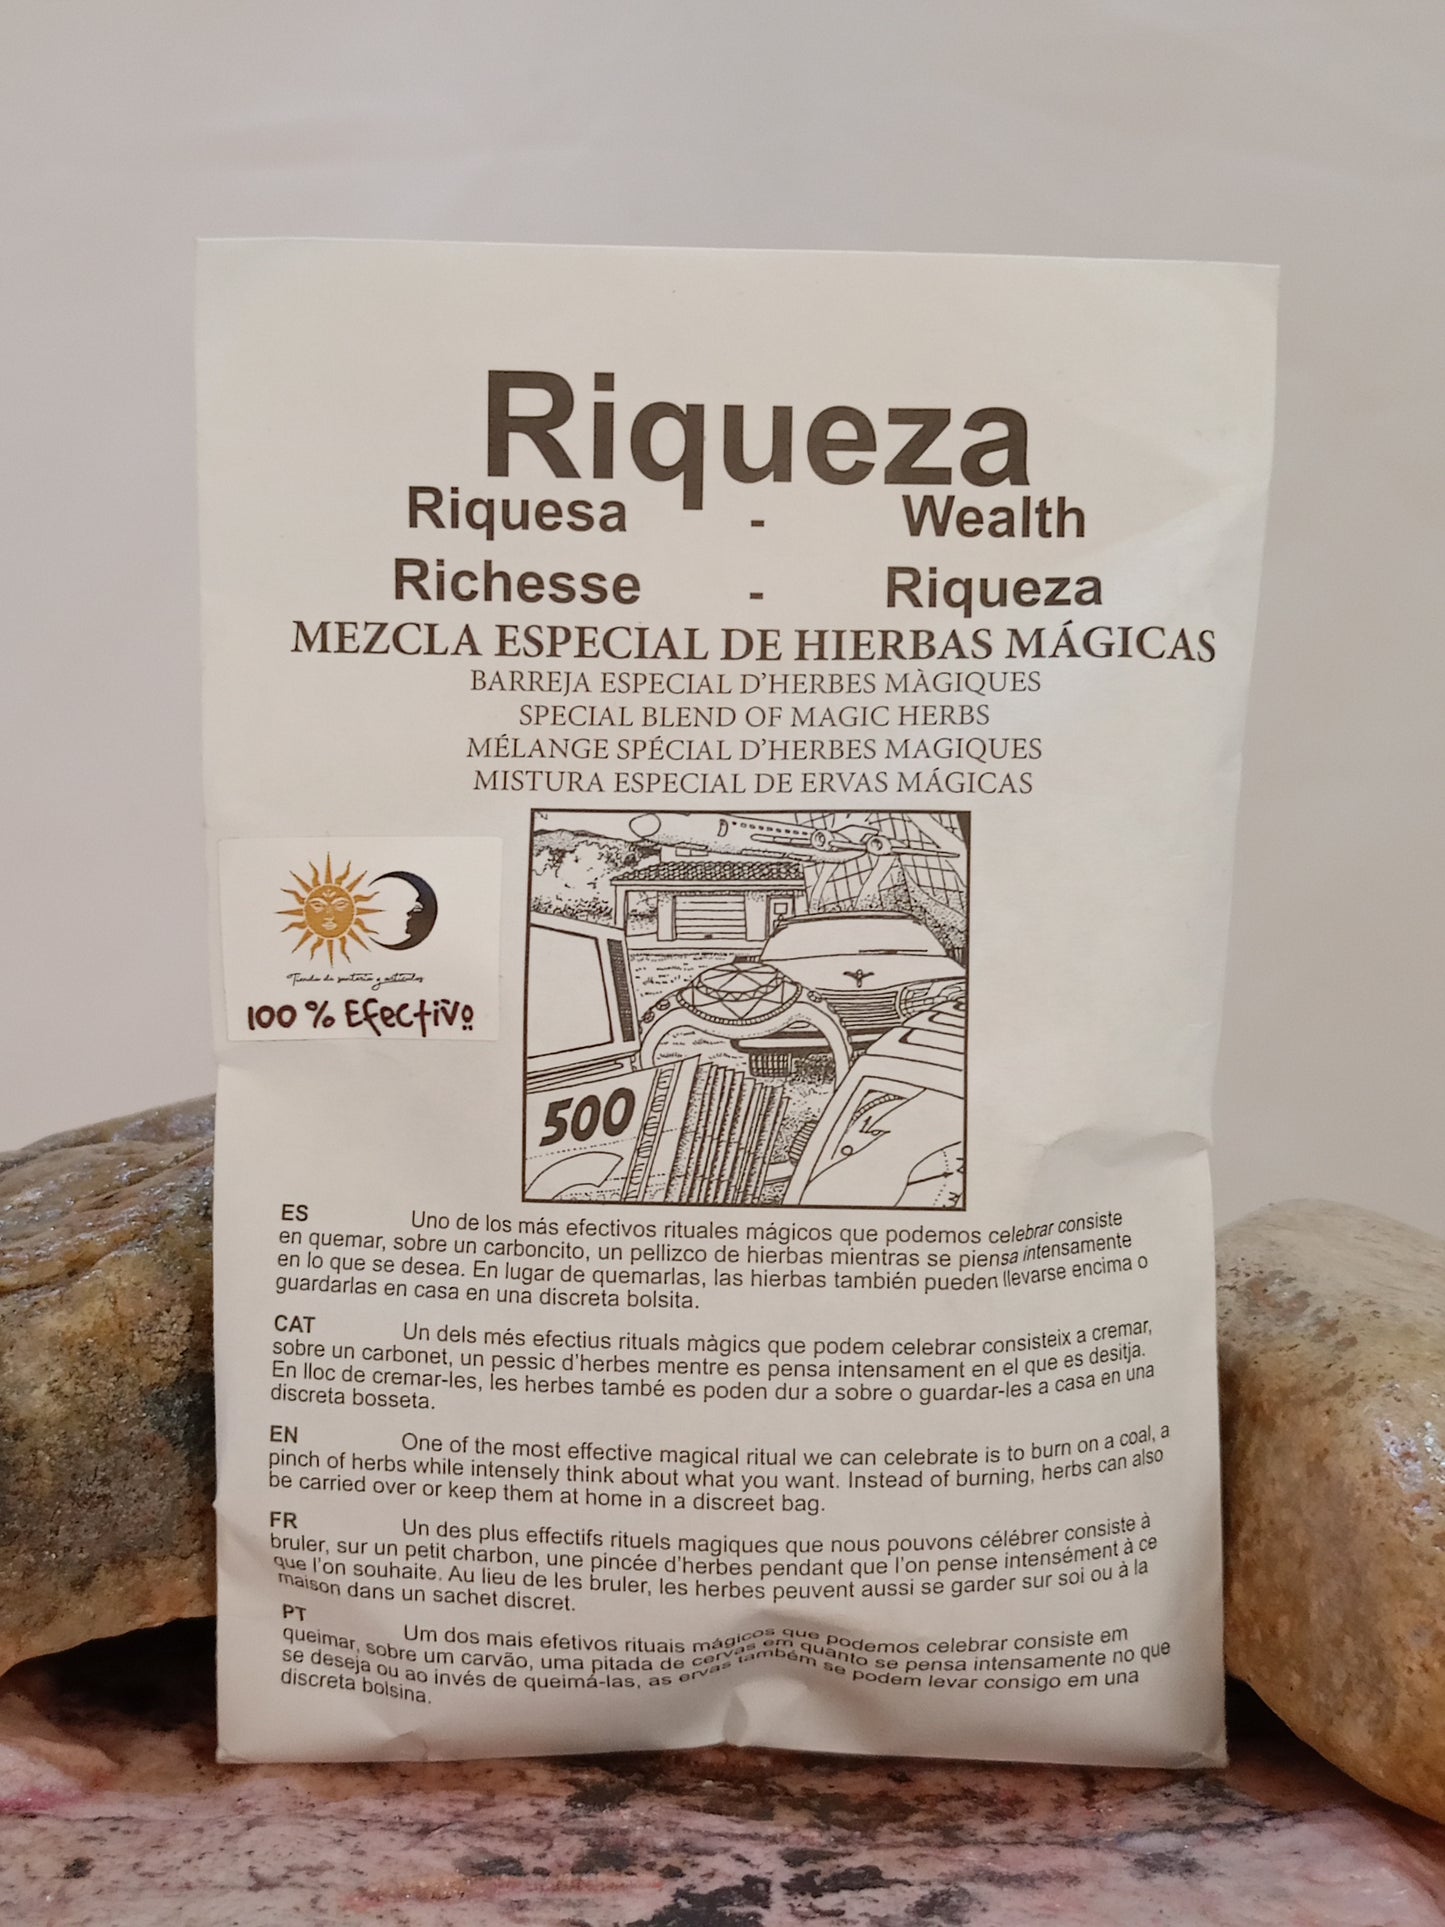 Riqueza
Riquesa - Wealth
Richesse - Riqueza
MEZCLA ESPECIAL DE HIERBAS MÁGICAS
BARREJA ESPECIAL D'HERBES MÀGIQUES
SPECIAL BLEND OF MAGIC HERBS
MÉLANGE SPÉCIAL D'HERBES MAGIQUES
MISTURA ESPECIAL DE ERVAS MÁGICAS
Tienda de santería y artículos
100 % Efectivo
500
ES Uno de los más efectivos rituales mágicos que podemos celebrar consiste
en quemar, sobre un carboncito, un pellizco de hierbas mientras se piensa intensamente
en lo que se desea. En lugar de quemarlas, las hierbas también pueden llevarse encima o
guardarlas en casa en una discreta bolsita.
CAT Un dels més efectius rituals màgics que podem celebrar consisteix a cremar,
sobre un carbonet, un pessic d'herbes mentre es pensa intensament en el que es desitja.
En lloc de cremar-les, les herbes també es poden dur a sobre o guardar-les a casa en una
discreta bosseta.
EN One of the most effective magical ritual we can celebrate is to burn on a coal, a
pinch of herbs while intensely think about what you want. Instead of burning, herbs can also
be carried over or keep them at home in a discreet bag.
FR Un des plus effectifs rituels magiques que nous pouvons célébrer consiste à
bruler, sur un petit charbon, une pincée d'herbes pendant que l'on pense intensément à ce
que l'on souhaite. Au lieu de les bruler, les herbes peuvent aussi se garder sur soi ou à la
maison dans un sachet discret.
PT Um dos mais efetivos rituais mágicos que podemos celebrar consiste em
queimar, sobre um carvão, uma pitada de cervas em quanto se pensa intensamente no que
se deseja ou ao invés de queimá-las, as ervas também se podem levar consigo em una
discreta bolsina.